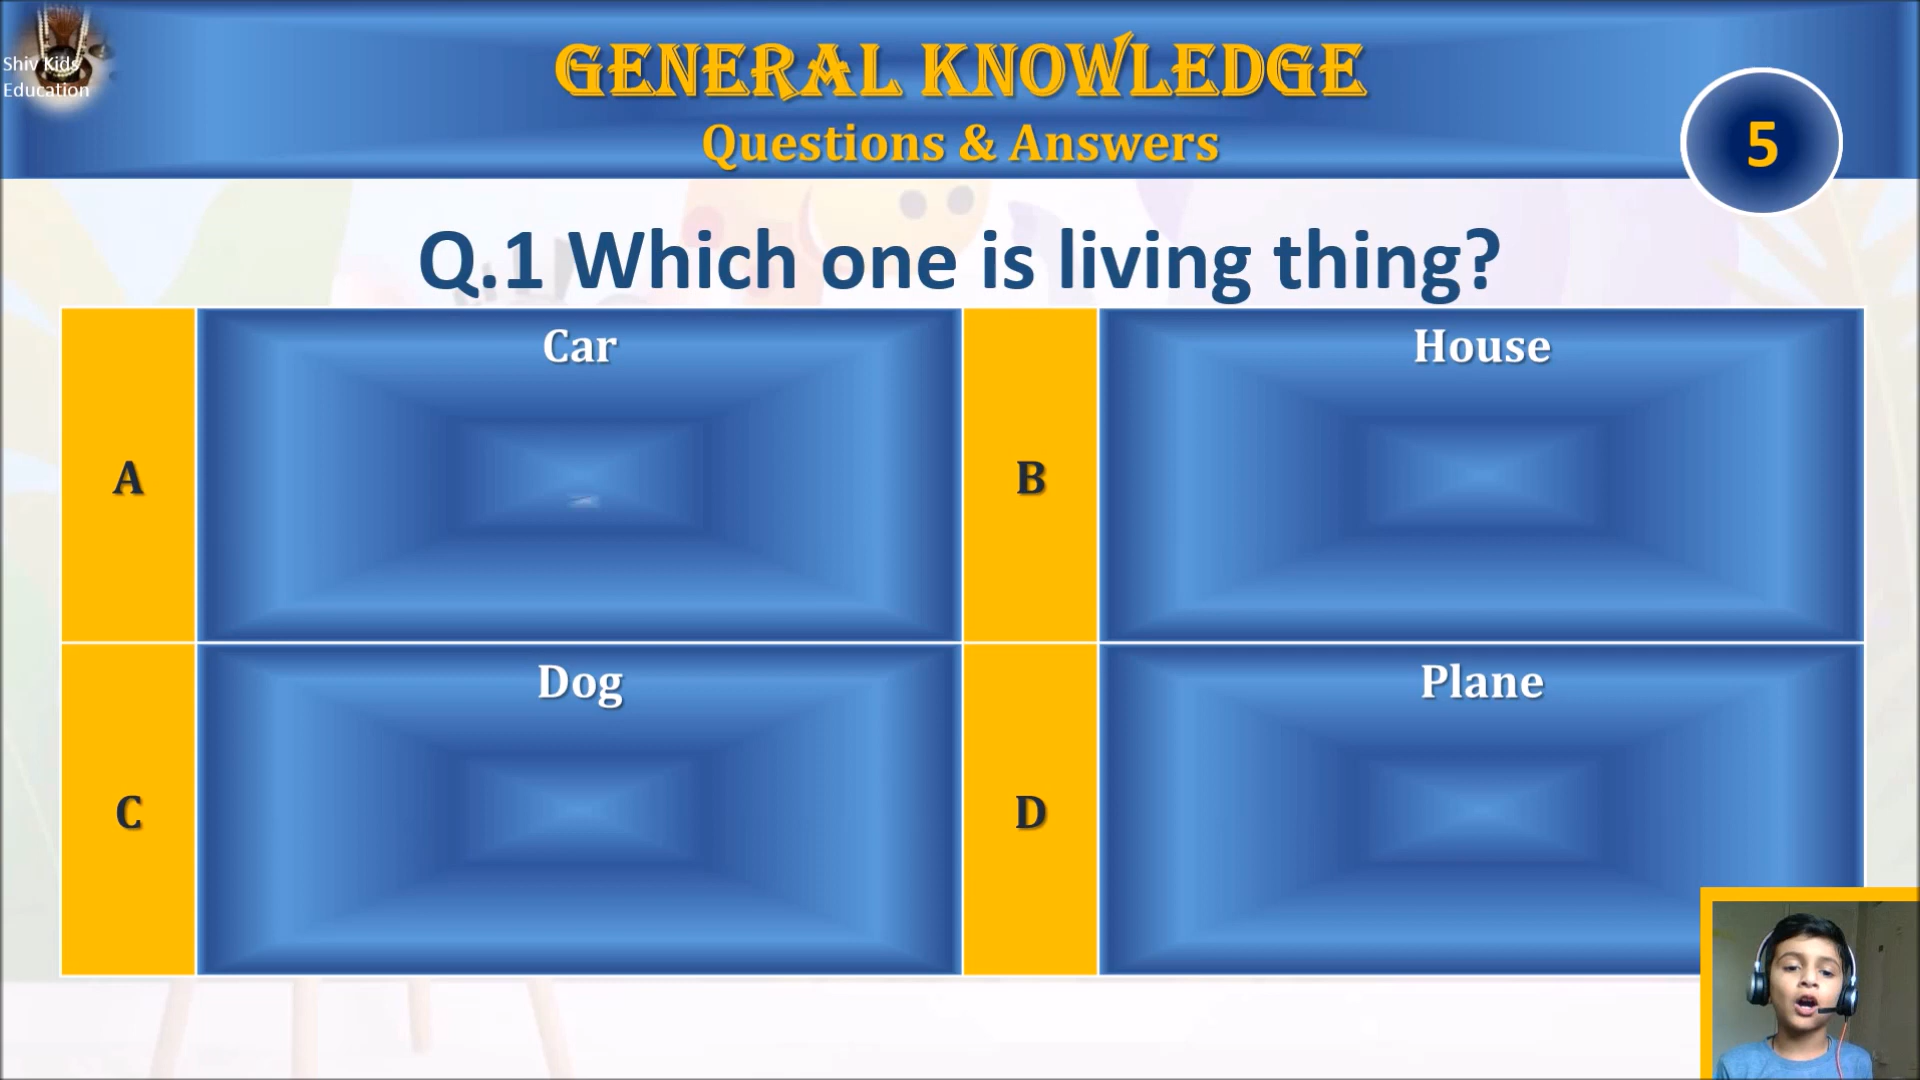 Shiv Kids
Education
GENERAL KNOWLEDGE
Questions & Answers
5
Q.1 Which one is living thing?
A
Car
B
House
C
Dog
D
Plane